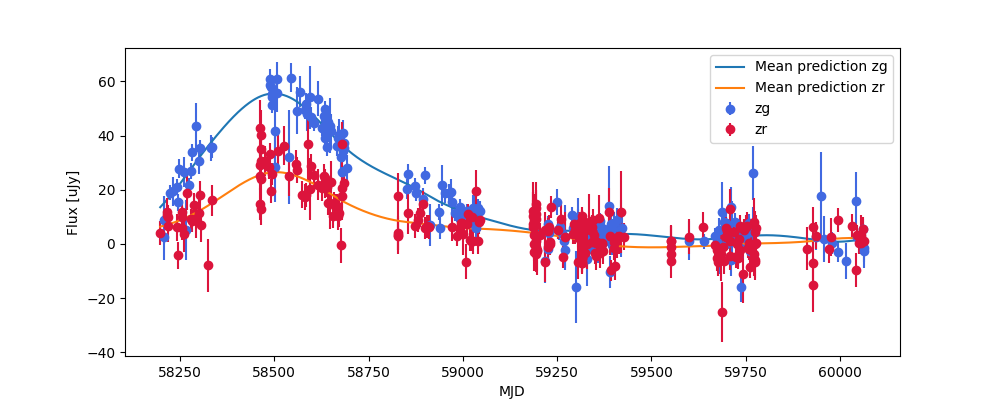 60
40
20
0
−20
−40
Flux [uJy]
58250
58500
58750
59000
59250
59500
59750
60000
MJD
Mean prediction zg
Mean prediction zr
zg
zr